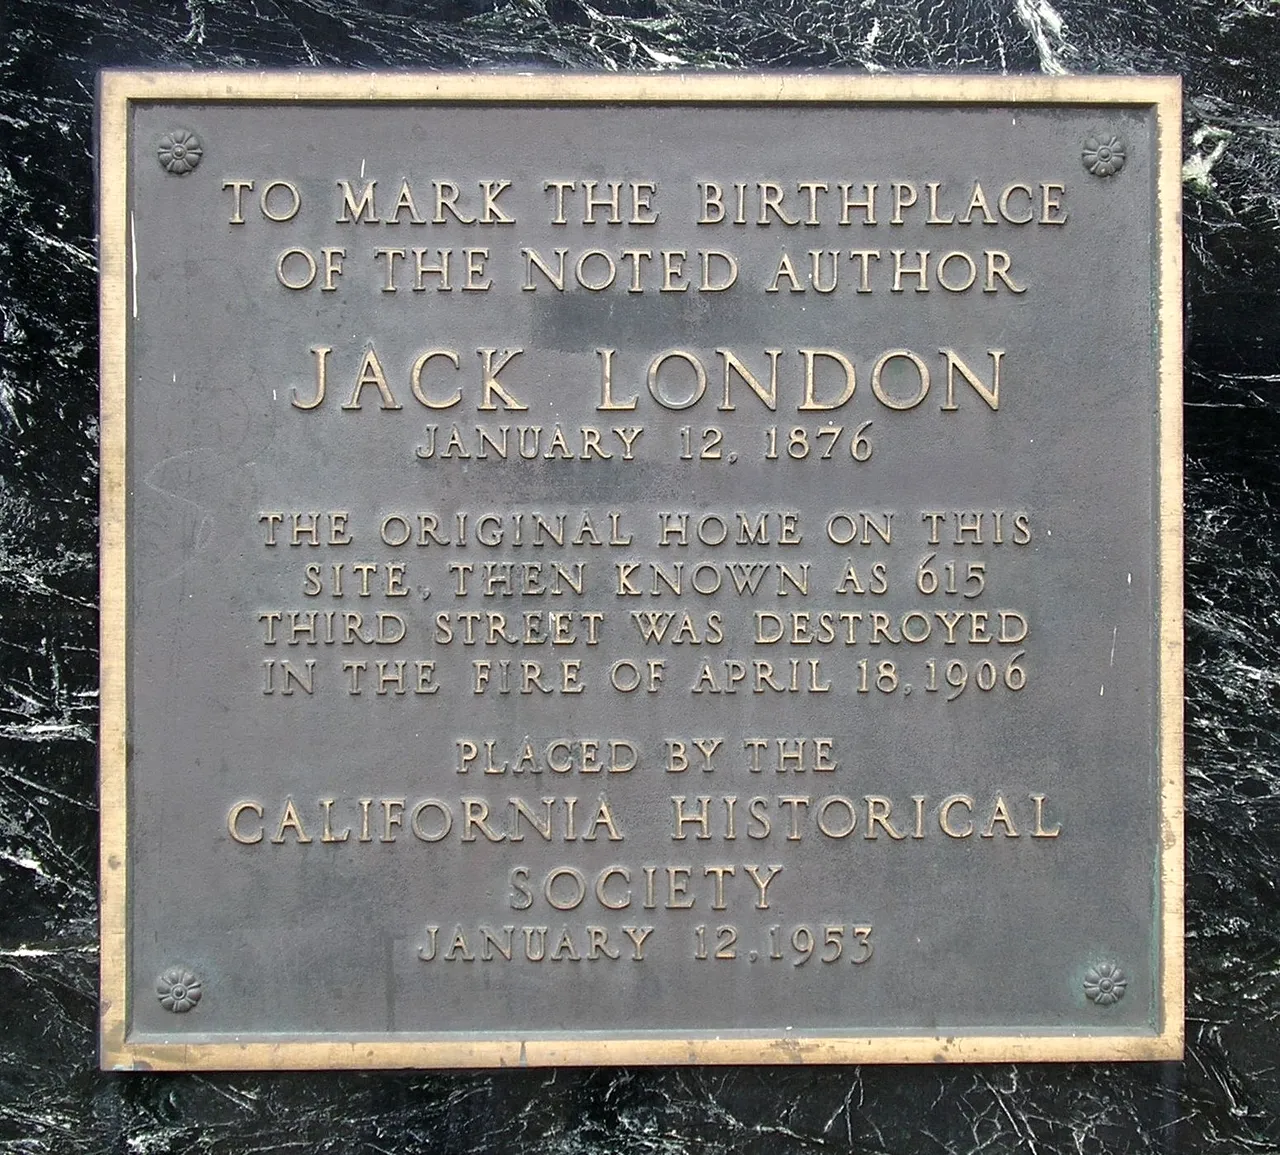 TO MARK THE BIRTHPLACE
OF THE NOTED AUTHOR
JACK LONDON
JANUARY 12, 1876
THE ORIGINAL HOME ON THIS
SITE, THEN KNOWN AS 615
THIRD STREET WAS DESTROYED
IN THE FIRE OF APRIL 18, 1906
PLACED BY THE
CALIFORNIA HISTORICAL
SOCIETY
JANUARY 12, 1953